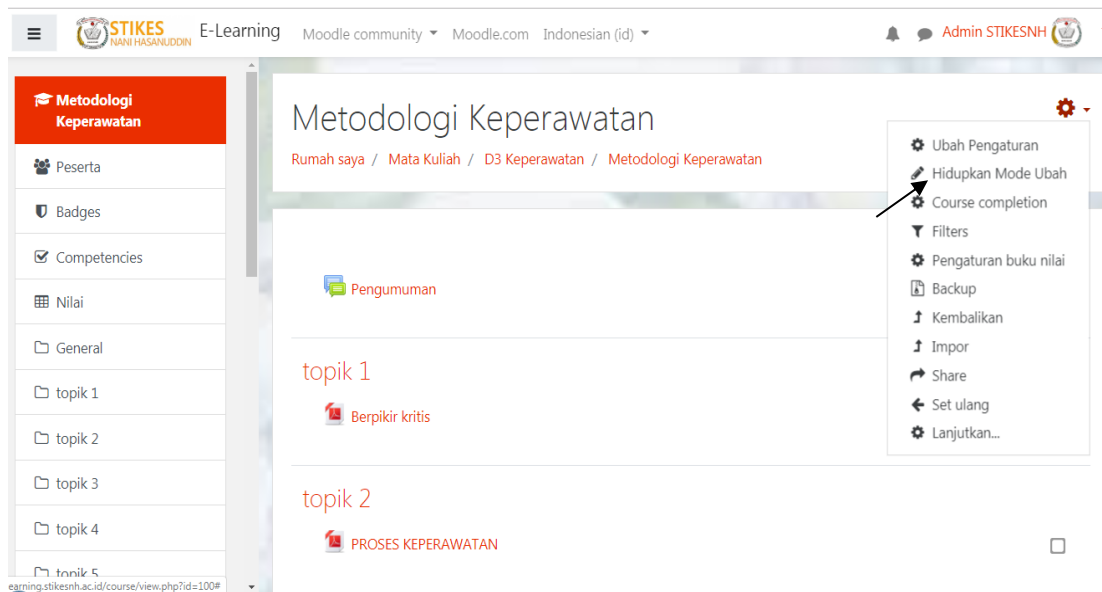 STIKES
NANI HASANUDDIN
E-Learning
Moodle community
Moodle.com
Indonesian (id)
Admin STIKESNH
Metodologi
Keperawatan
Peserta
Badges
Competencies
Nilai
General
topik 1
topik 2
topik 3
topik 4
topik 5
earning.stikesnh.ac.id/course/view.php?id=100#
Metodologi Keperawatan
Rumah saya / Mata Kuliah / D3 Keperawatan / Metodologi Keperawatan
Ubah Pengaturan
Hidupkan Mode Ubah
Course completion
Filters
Pengaturan buku nilai
Backup
Kembalikan
Impor
Share
Set ulang
Lanjutkan...
Pengumuman
topik 1
Berpikir kritis
topik 2
PROSES KEPERAWATAN